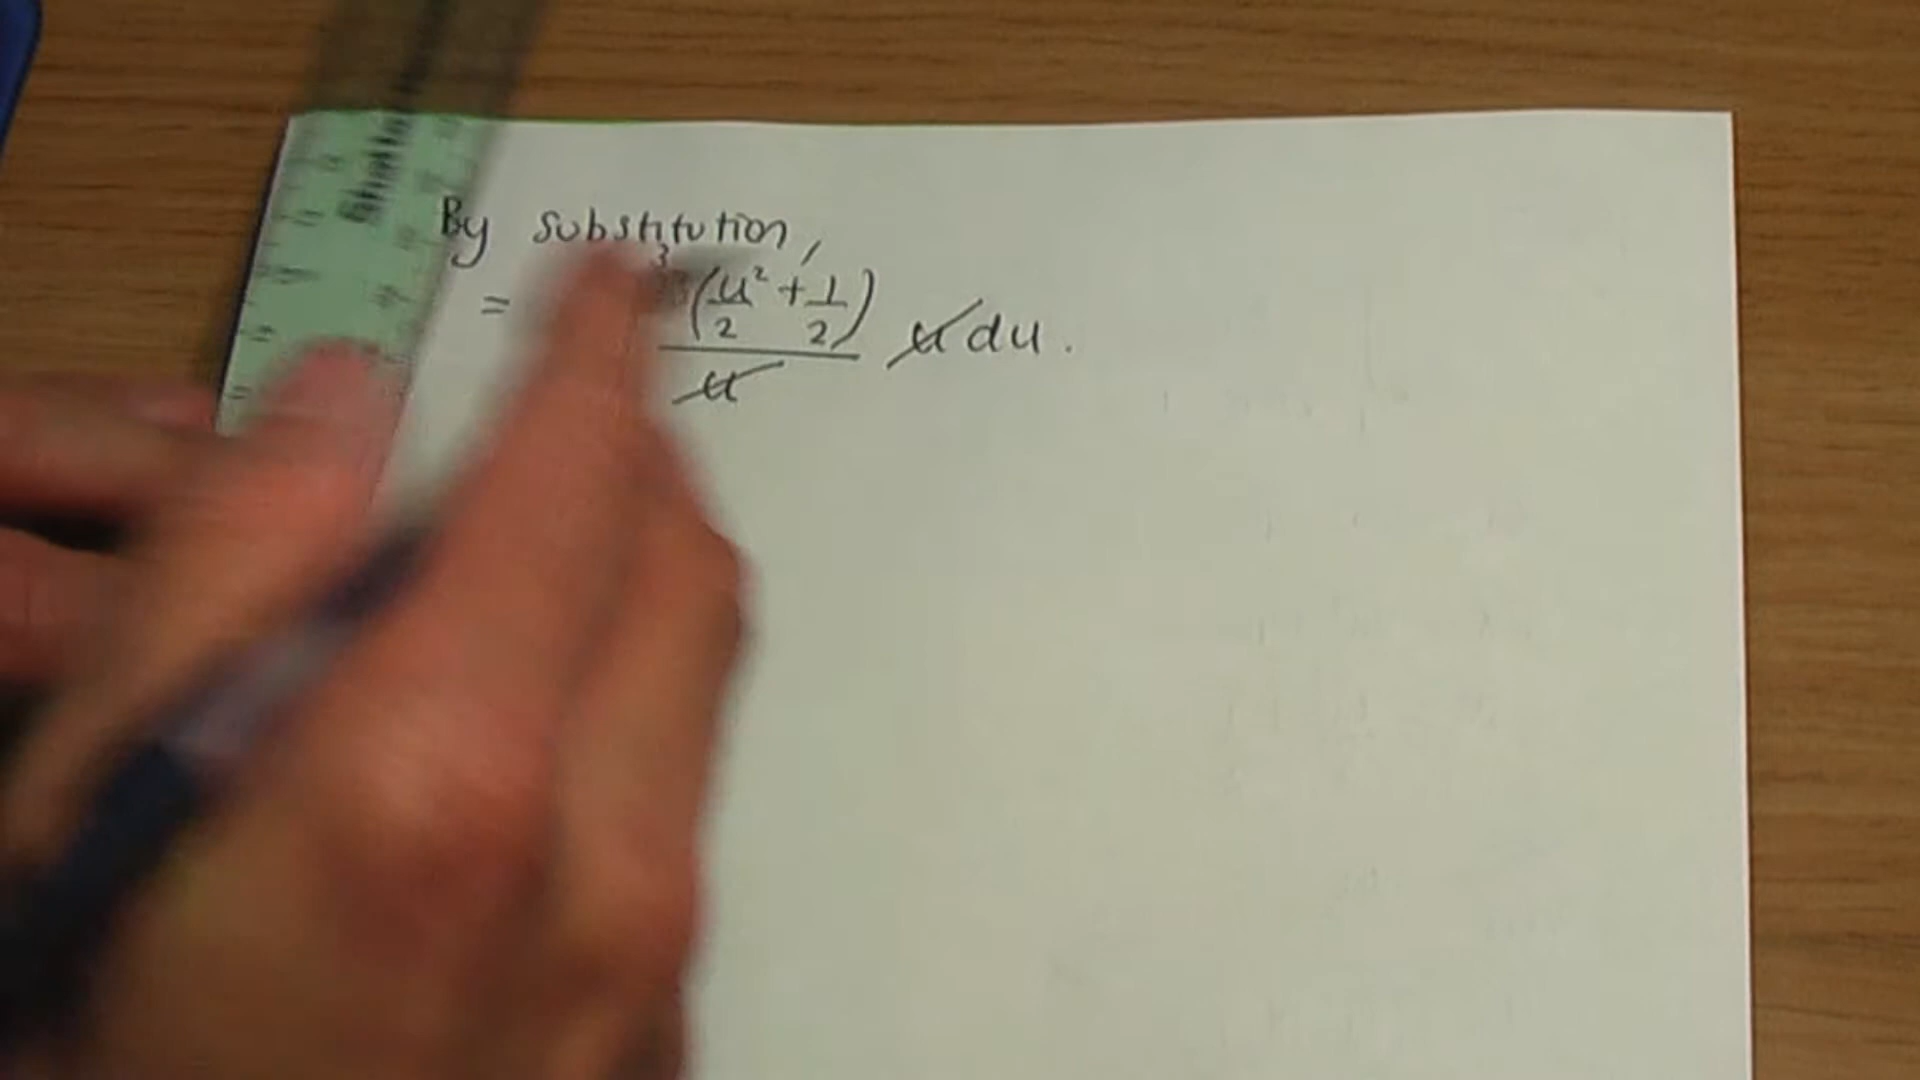 By substitution,
= 3 (u²/2 + 1/2)/u u du.